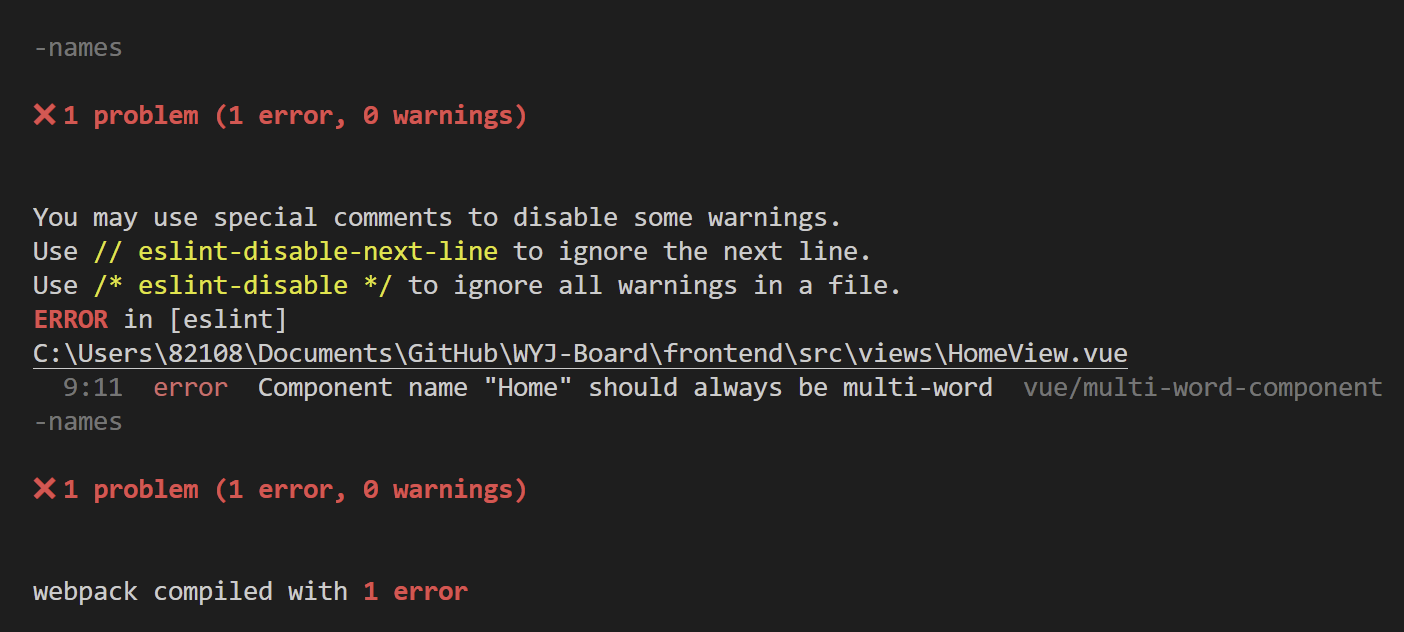 -names
❌ 1 problem (1 error, 0 warnings)
You may use special comments to disable some warnings.
Use // eslint-disable-next-line to ignore the next line.
Use /* eslint-disable */ to ignore all warnings in a file.
ERROR in [eslint]
C:\Users\82108\Documents\GitHub\WYJ-Board\frontend\src\views\HomeView.vue
  9:11  error  Component name "Home" should always be multi-word  vue/multi-word-component
-names
❌ 1 problem (1 error, 0 warnings)
webpack compiled with 1 error